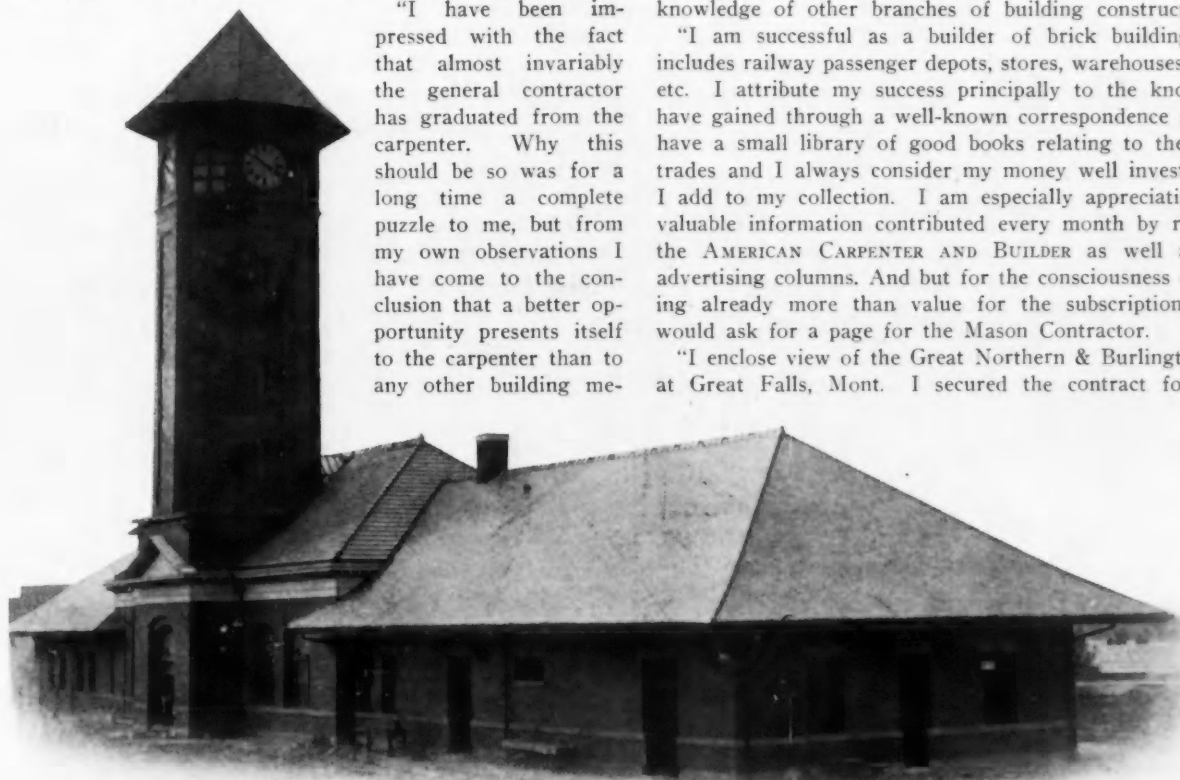 "I have been im-
pressed with the fact
that almost invariably
the general contractor
has graduated from the
carpenter. Why this
should be so was for a
long time a complete
puzzle to me, but from
my own observations I
have come to the con-
clusion that a better op-
portunity presents itself
to the carpenter than to
any other building me-
knowledge of other branches of building construc
"I am successful as a builder of brick building
includes railway passenger depots, stores, warehouses
etc. I attribute my success principally to the kno
have gained through a well-known correspondence
have a small library of good books relating to the
trades and I always consider my money well invest
I add to my collection. I am especially appreciati
valuable information contributed every month by r
the AMERICAN CARPENTER AND BUILDER as well a
advertising columns. And but for the consciousness
ing already more than value for the subscription
would ask for a page for the Mason Contractor.
"I enclose view of the Great Northern & Burlingt
at Great Falls, Mont. I secured the contract fo